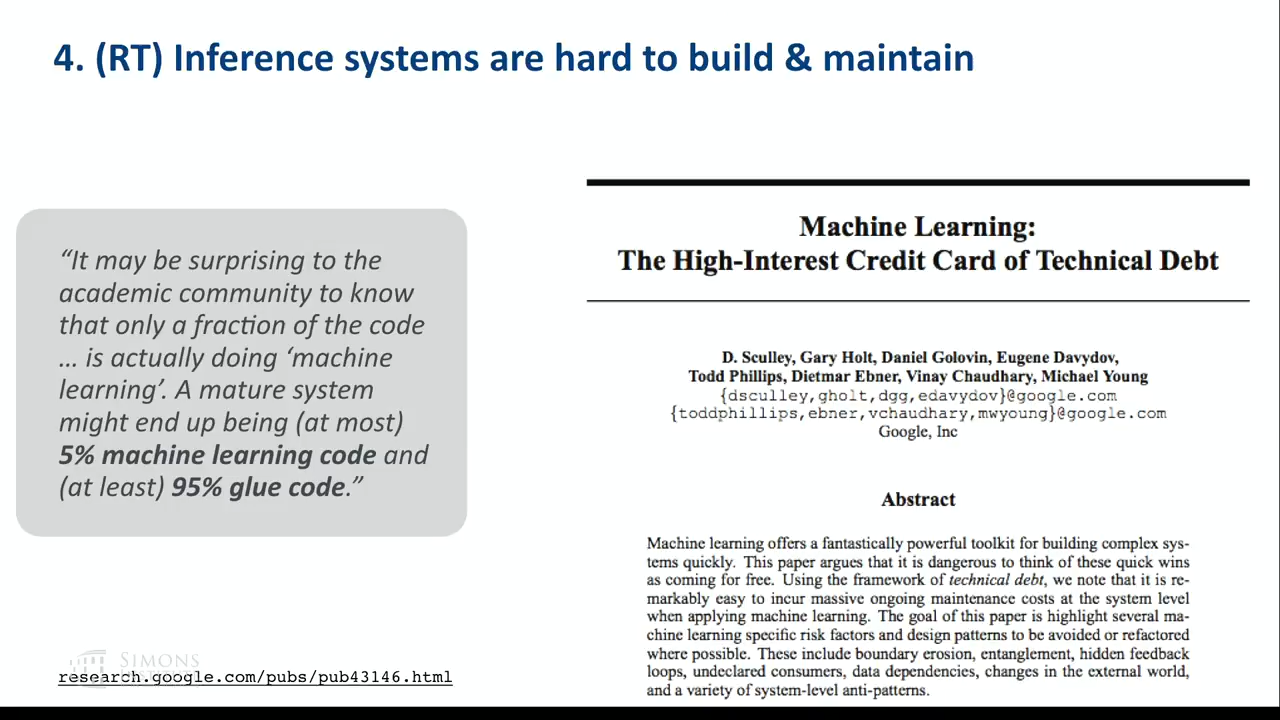 4. (RT) Inference systems are hard to build & maintain
“It may be surprising to the
academic community to know
that only a fraction of the code
… is actually doing ‘machine
learning’. A mature system
might end up being (at most)
5% machine learning code and
(at least) 95% glue code.”
Machine Learning:
The High-Interest Credit Card of Technical Debt
D. Sculley, Gary Holt, Daniel Golovin, Eugene Davydov,
Todd Phillips, Dietmar Ebner, Vinay Chaudhary, Michael Young
{dsculley,gholt,dgg,edavydov}@google.com
{toddphillips,ebner,vchaudhary,mwyoung}@google.com
Google, Inc
Abstract
Machine learning offers a fantastically powerful toolkit for building complex sys-
tems quickly. This paper argues that it is dangerous to think of these quick wins
as coming for free. Using the framework of technical debt, we note that it is re-
markably easy to incur massive ongoing maintenance costs at the system level
when applying machine learning. The goal of this paper is highlight several ma-
chine learning specific risk factors and design patterns to be avoided or refactored
where possible. These include boundary erosion, entanglement, hidden feedback
loops, undeclared consumers, data dependencies, changes in the external world,
and a variety of system-level anti-patterns.
SIMONS
research.google.com/pubs/pub43146.html